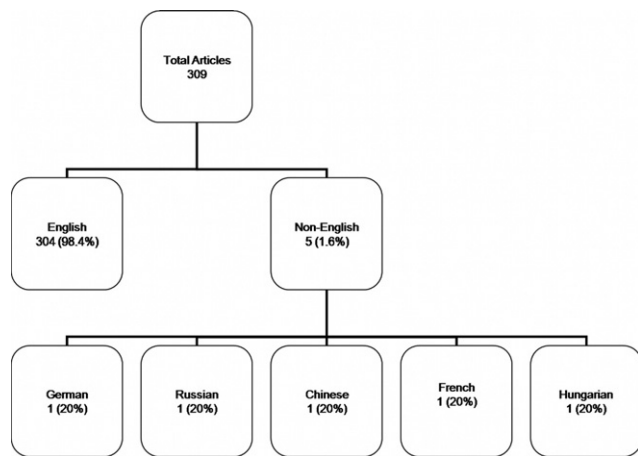 Total Articles
309
English
304 (98.4%)
Non-English
5 (1.6%)
German
1 (20%)
Russian
1 (20%)
Chinese
1 (20%)
French
1 (20%)
Hungarian
1 (20%)